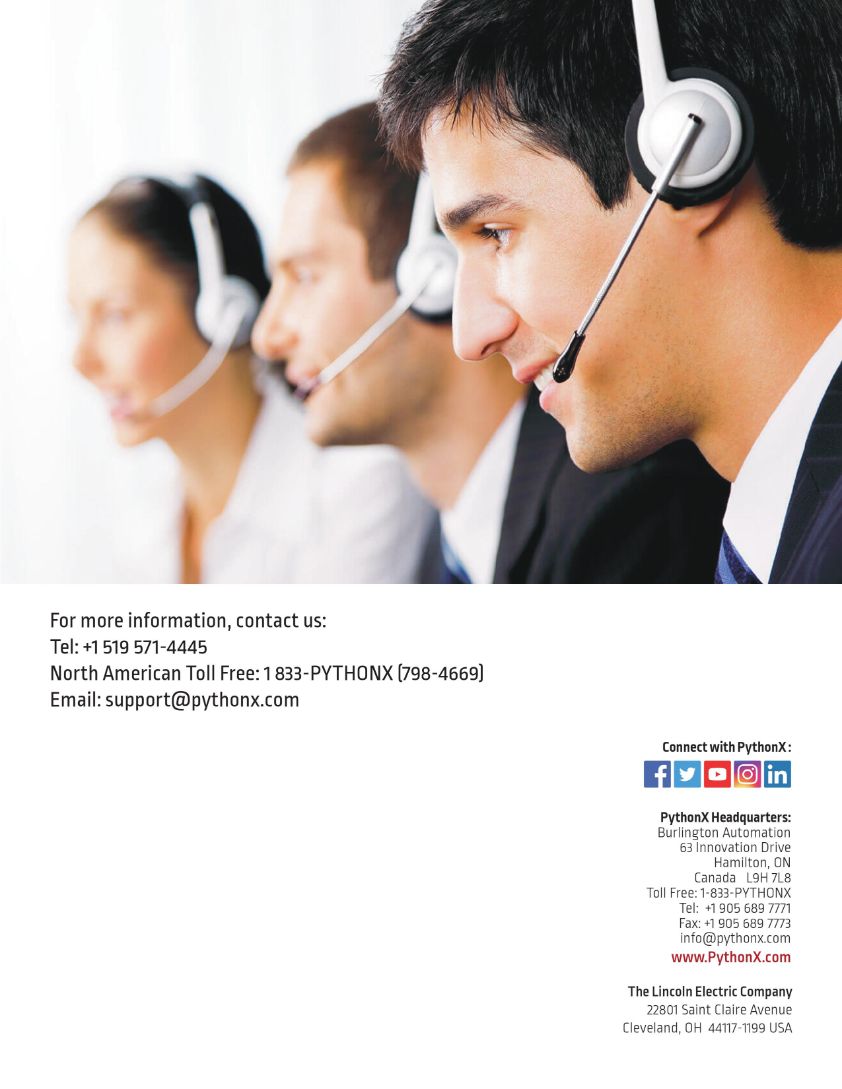 For more information, contact us:
Tel: +1 519 571-4445
North American Toll Free: 1 833-PYTHONX (798-4669)
Email: support@pythonx.com
Connect with PythonX:
PythonX Headquarters:
Burlington Automation
63 Innovation Drive
Hamilton, ON
Canada L9H 7L8
Toll Free: 1-833-PYTHONX
Tel: +1 905 689 7771
Fax: +1 905 689 7773
info@pythonx.com
www.PythonX.com
The Lincoln Electric Company
22801 Saint Claire Avenue
Cleveland, OH 44117-1199 USA